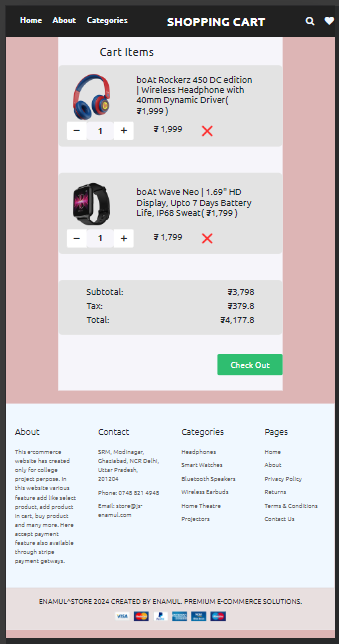 Home About Categories SHOPPING CART
Cart Items
boAt Rockerz 450 DC edition
| Wireless Headphone with
40mm Dynamic Driver(
₹1,999 )
− 1 + ₹ 1,999
boAt Wave Neo | 1.69" HD
Display, Upto 7 Days Battery
Life, IP68 Sweat( ₹1,799 )
− 1 + ₹ 1,799
Subtotal: ₹3,798
Tax: ₹379.8
Total: ₹4,177.8
Check Out
About
This e-commerce
website has created
only for college
project perpose. In
this website various
feature add like select
product, add product
in cart, buy product
and many more. Here
accept payment
feature also available
through stripe
payment getways.
Contact
SRM, Modinagar,
Ghaziabad, NCR Delhi,
Uttar Pradesh,
201204
Phone: 0748 821 4948
Email: store@jsr
enamul.com
Categories
Headphones
Smart Watches
Bluetooth Speakers
Wireless Earbuds
Home Theatre
Projectors
Pages
Home
About
Privacy Policy
Returns
Terms & Conditions
Contact Us
ENAMUL^STORE 2024 CREATED BY ENAMUL. PREMIUM E-COMMERCE SOLUTIONS.
VISA